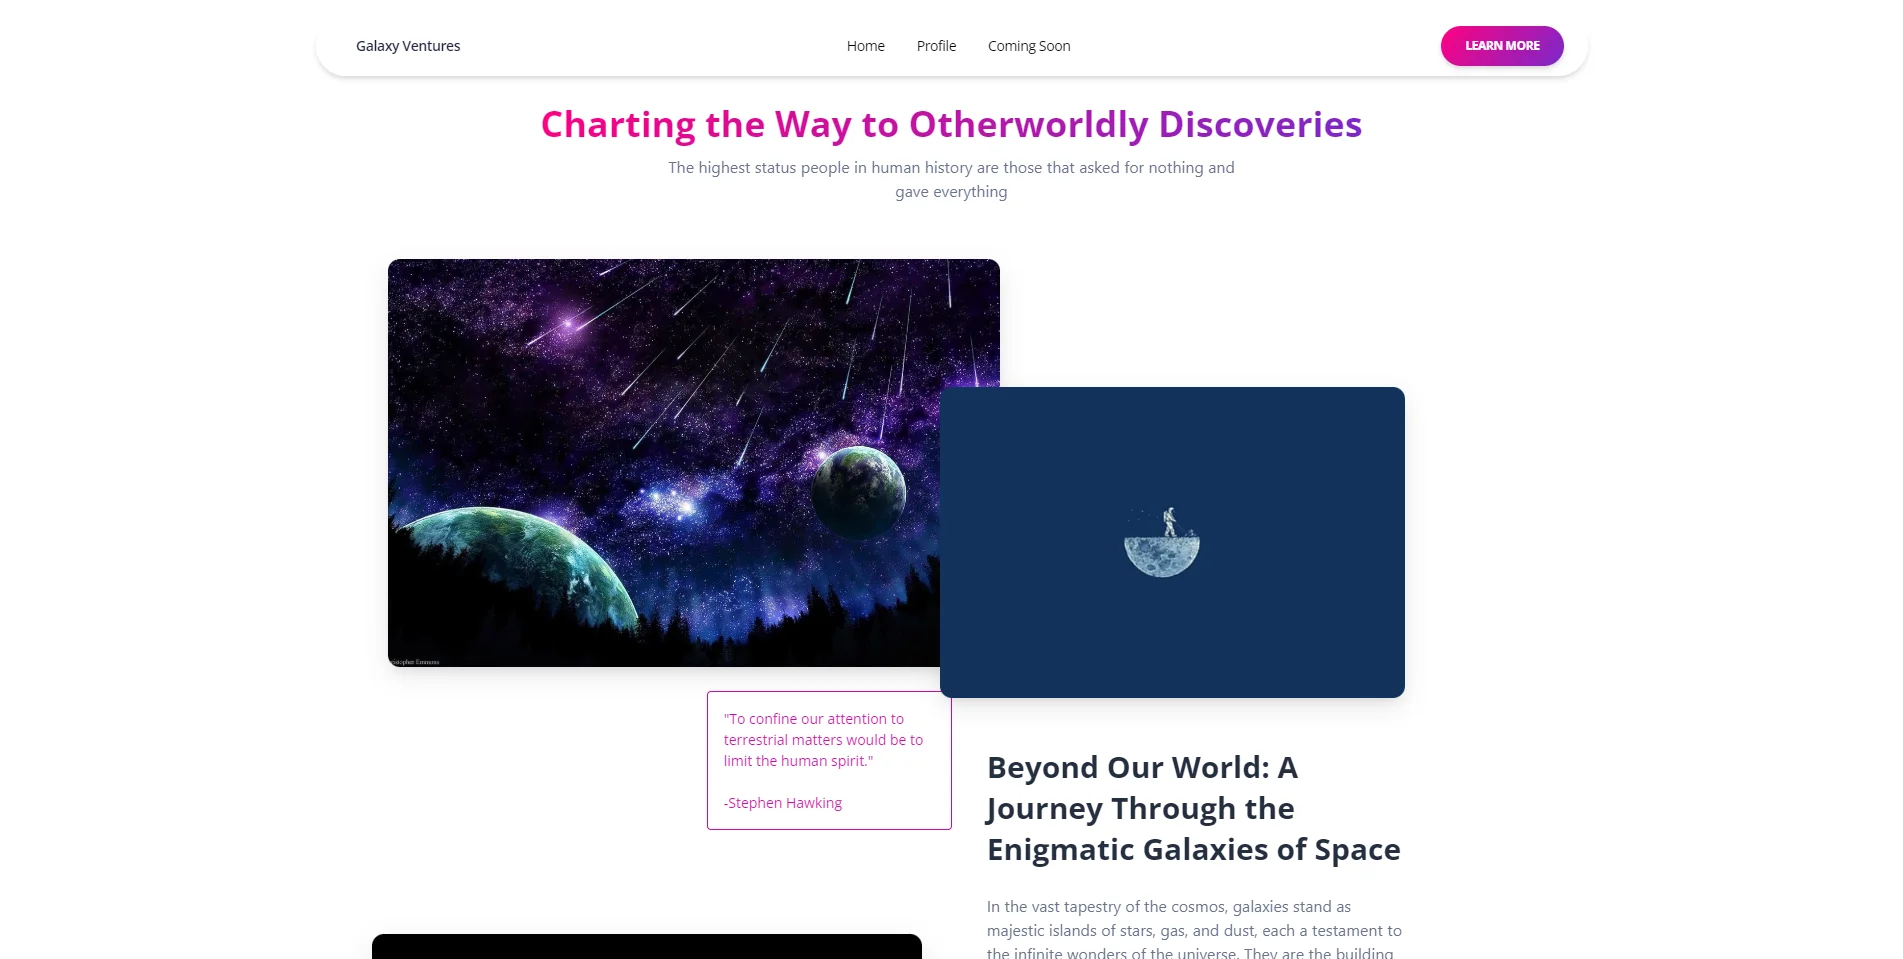 Galaxy Ventures
Home Profile Coming Soon
LEARN MORE
Charting the Way to Otherworldly Discoveries
The highest status people in human history are those that asked for nothing and
gave everything
Emmons
"To confine our attention to
terrestrial matters would be to
limit the human spirit."
-Stephen Hawking
Beyond Our World: A
Journey Through the
Enigmatic Galaxies of Space
In the vast tapestry of the cosmos, galaxies stand as
majestic islands of stars, gas, and dust, each a testament to
the infinite wonders of the universe. They are the building